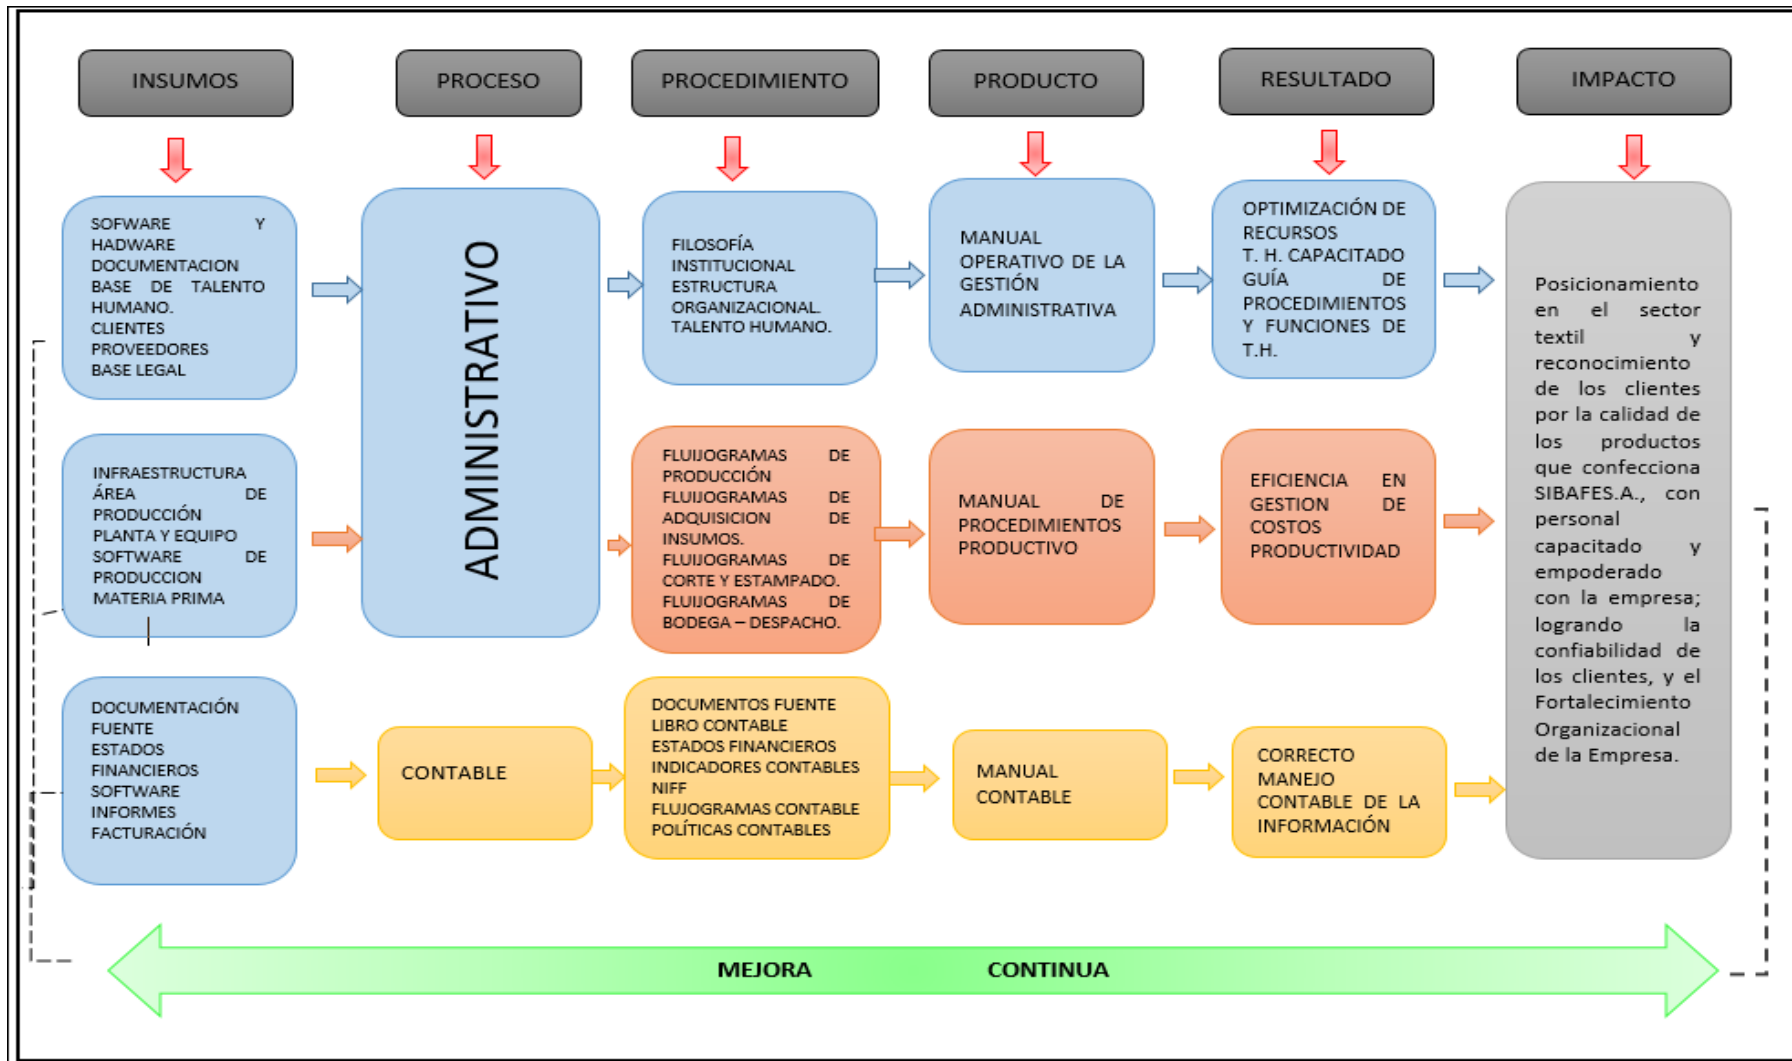 INSUMOS
PROCESO
PROCEDIMIENTO
PRODUCTO
RESULTADO
IMPACTO
SOFWARE Y
HADWARE
DOCUMENTACION
BASE DE TALENTO
HUMANO.
CLIENTES
PROVEEDORES
BASE LEGAL
ADMINISTRATIVO
FILOSOFÍA
INSTITUCIONAL
ESTRUCTURA
ORGANIZACIONAL.
TALENTO HUMANO.
MANUAL
OPERATIVO DE LA
GESTIÓN
ADMINISTRATIVA
OPTIMIZACIÓN DE
RECURSOS
T. H. CAPACITADO
GUÍA DE
PROCEDIMIENTOS
Y FUNCIONES DE
T.H.
Posicionamiento
en el sector
textil y
reconocimiento
de los clientes
por la calidad de
los productos
que confecciona
SIBAFES.A., con
personal
capacitado y
empoderado
con la empresa;
logrando la
confiabilidad de
los clientes, y el
Fortalecimiento
Organizacional
de la Empresa.
INFRAESTRUCTURA
ÁREA DE
PRODUCCIÓN
PLANTA Y EQUIPO
SOFTWARE DE
PRODUCCION
MATERIA PRIMA
FLUIJOGRAMAS DE
PRODUCCIÓN
FLUIJOGRAMAS DE
ADQUISICION DE
INSUMOS.
FLUIJOGRAMAS DE
CORTE Y ESTAMPADO.
FLUIJOGRAMAS DE
BODEGA – DESPACHO.
MANUAL DE
PROCEDIMIENTOS
PRODUCTIVO
EFICIENCIA EN
GESTION DE
COSTOS
PRODUCTIVIDAD
DOCUMENTACIÓN
FUENTE
ESTADOS
FINANCIEROS
SOFTWARE
INFORMES
FACTURACIÓN
CONTABLE
DOCUMENTOS FUENTE
LIBRO CONTABLE
ESTADOS FINANCIEROS
INDICADORES CONTABLES
NIFF
FLUJOGRAMAS CONTABLE
POLÍTICAS CONTABLES
MANUAL
CONTABLE
CORRECTO
MANEJO
CONTABLE DE LA
INFORMACIÓN
MEJORA CONTINUA